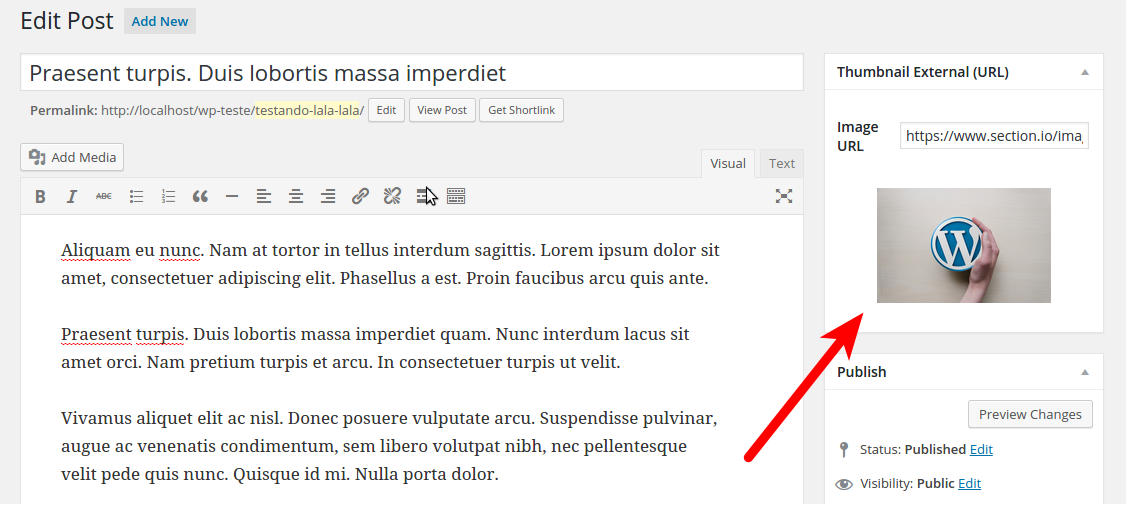 Edit Post Add New
Praesent turpis. Duis lobortis massa imperdiet
Permalink: http://localhost/wp-teste/testando-lala-lala/ Edit View Post Get Shortlink
Add Media
Visual Text
B I ABC
Aliquam eu nunc. Nam at tortor in tellus interdum sagittis. Lorem ipsum dolor sit
amet, consectetuer adipiscing elit. Phasellus a est. Proin faucibus arcu quis ante.
Praesent turpis. Duis lobortis massa imperdiet quam. Nunc interdum lacus sit
amet orci. Nam pretium turpis et arcu. In consectetuer turpis ut velit.
Vivamus aliquet elit ac nisl. Donec posuere vulputate arcu. Suspendisse pulvinar,
augue ac venenatis condimentum, sem libero volutpat nibh, nec pellentesque
velit pede quis nunc. Quisque id mi. Nulla porta dolor.
Thumbnail External (URL)
Image
URL
https://www.section.io/ima
W
Publish
Preview Changes
Status: Published Edit
Visibility: Public Edit